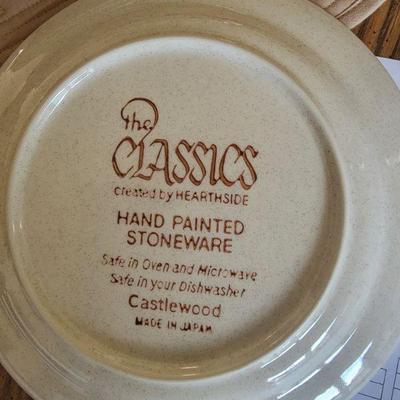 the
CLASSICS
created by HEARTHSIDE
HAND PAINTED
STONEWARE
Safe in Oven and Microwave
Safe in your Dishwasher
Castlewood
MADE IN JAPAN